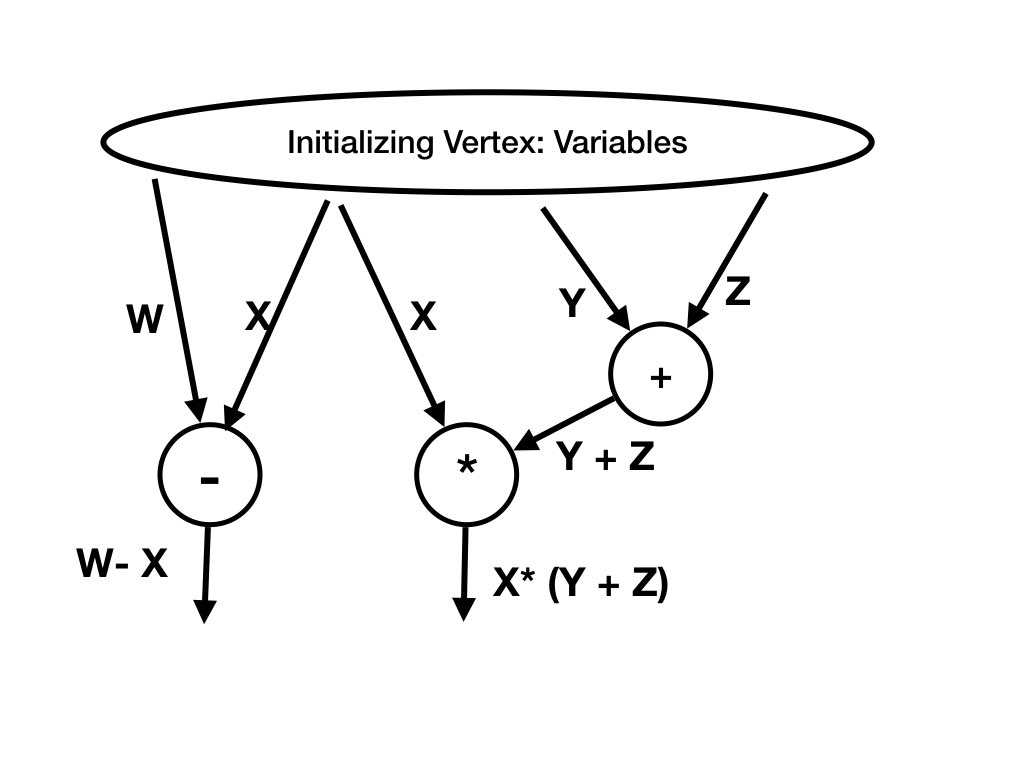 Initializing Vertex: Variables
W
X
X
Y
Z
+
Y + Z
-
*
W- X
X* (Y + Z)